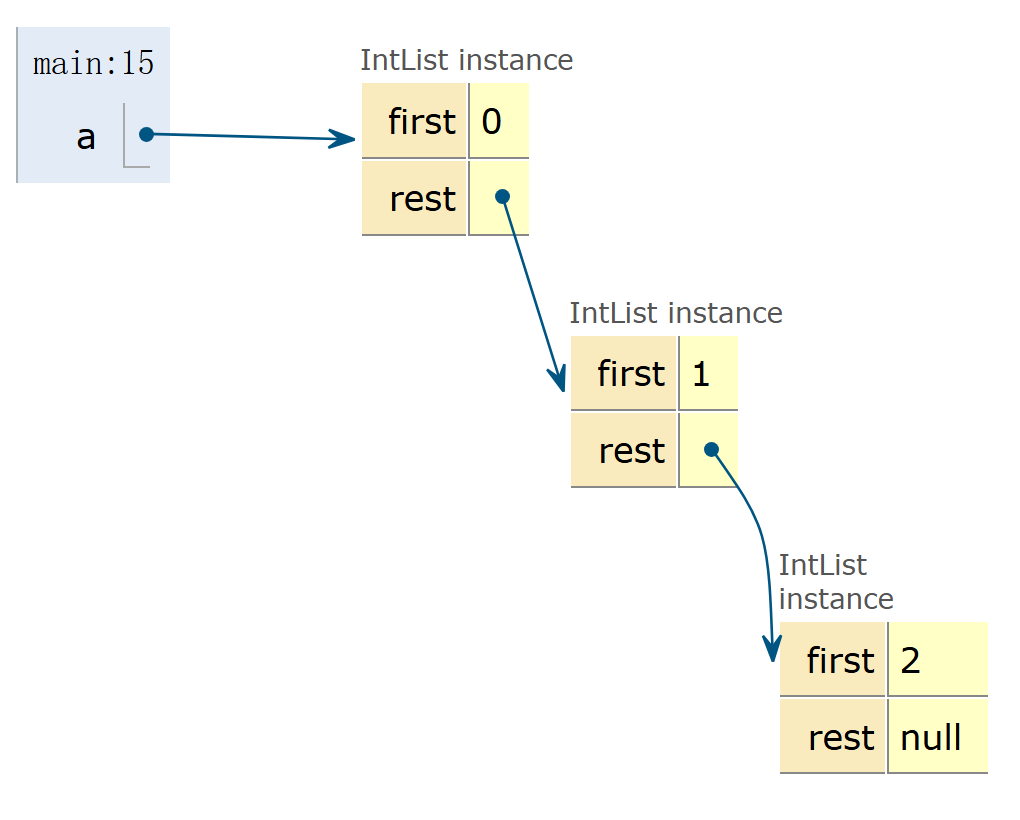 main:15
a
IntList instance
first 0
rest
IntList instance
first 1
rest
IntList
instance
first 2
rest null